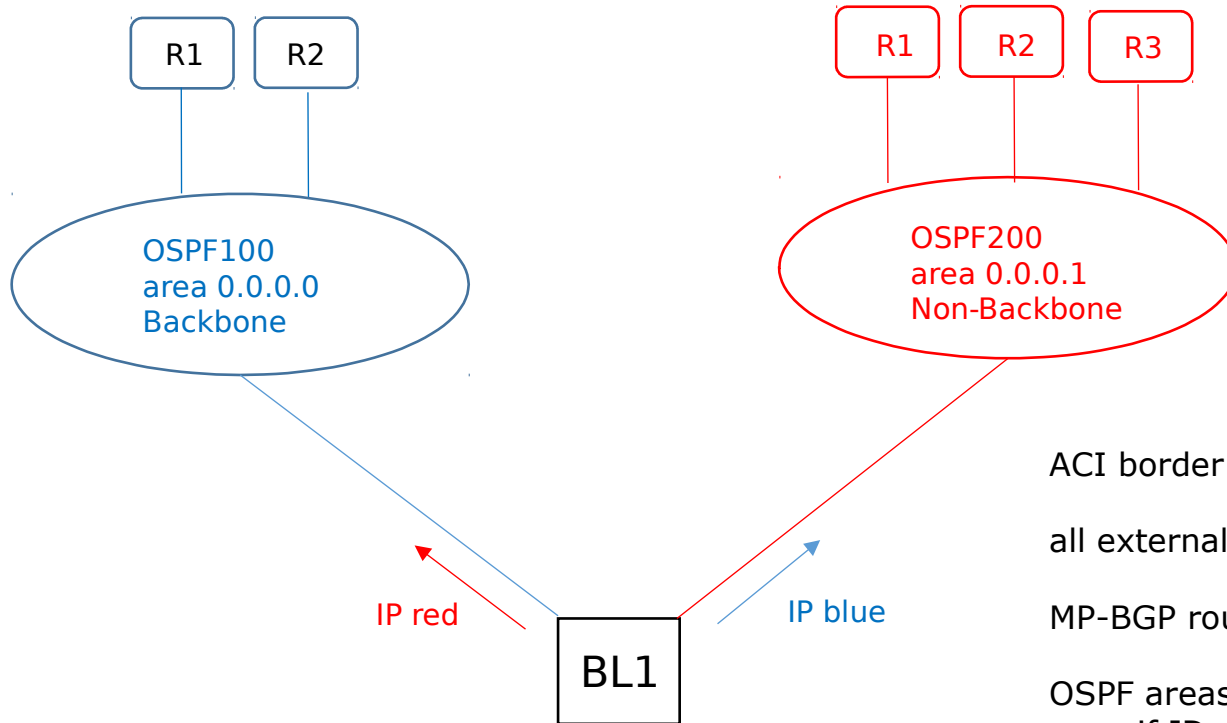 R1
R2
R1
R2
R3
OSPF100
area 0.0.0.0
Backbone
OSPF200
area 0.0.0.1
Non-Backbone
ACI border
all external
IP red
IP blue
MP-BGP rou
BL1
OSPF areas